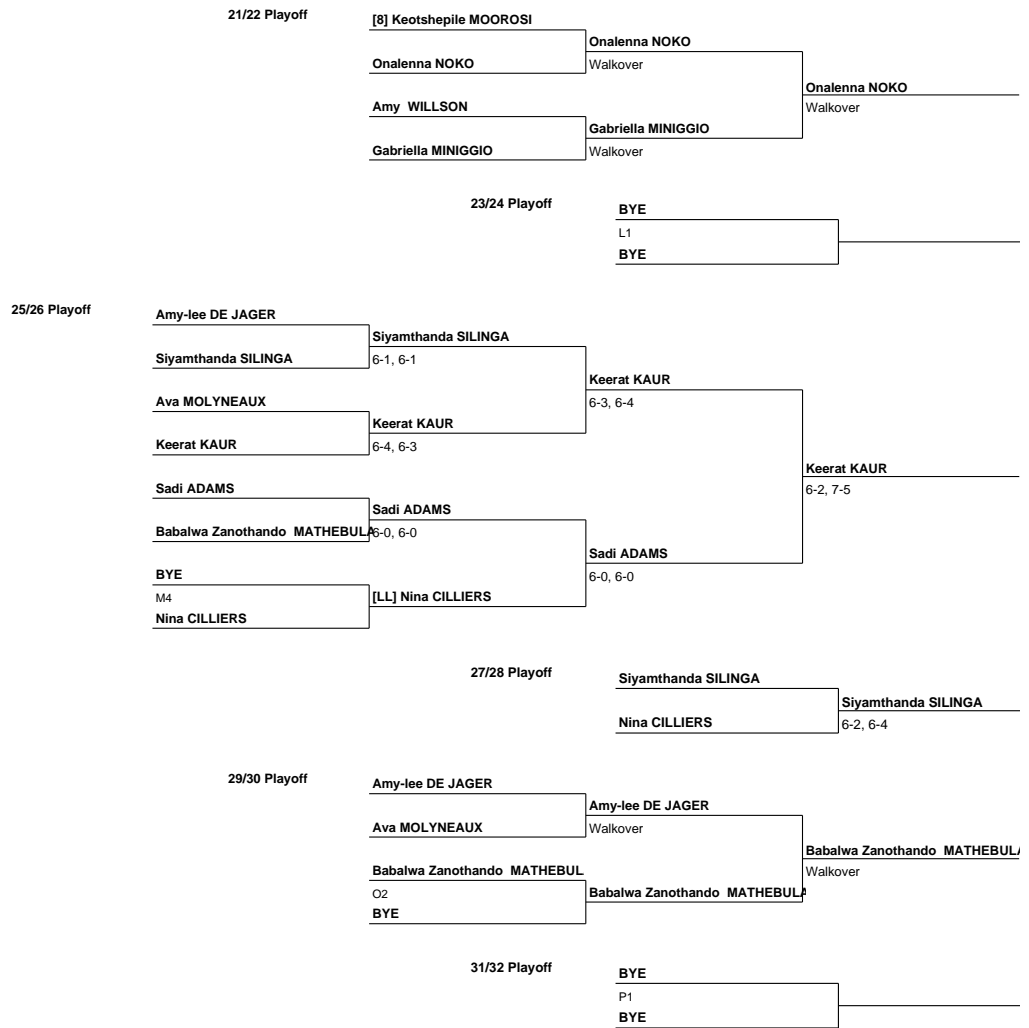 21/22 Playoff
[8] Keotshepile MOOROSI
Onalenna NOKO
Onalenna NOKO
Walkover
Onalenna NOKO
Walkover
Amy  WILLSON
Gabriella MINIGGIO
Gabriella MINIGGIO
Walkover
23/24 Playoff
BYE
L1
BYE
25/26 Playoff
Amy-lee DE JAGER
Siyamthanda SILINGA
Siyamthanda SILINGA
6-1, 6-1
Keerat KAUR
6-3, 6-4
Ava MOLYNEAUX
Keerat KAUR
Keerat KAUR
6-4, 6-3
Keerat KAUR
6-2, 7-5
Sadi ADAMS
Sadi ADAMS
Babalwa Zanothando  MATHEBULA
6-0, 6-0
Sadi ADAMS
6-0, 6-0
BYE
M4
[LL] Nina CILLIERS
Nina CILLIERS
27/28 Playoff
Siyamthanda SILINGA
Siyamthanda SILINGA
Nina CILLIERS
6-2, 6-4
29/30 Playoff
Amy-lee DE JAGER
Amy-lee DE JAGER
Ava MOLYNEAUX
Walkover
Babalwa Zanothando  MATHEBULA
Walkover
Babalwa Zanothando  MATHEBUL
O2
Babalwa Zanothando  MATHEBULA
BYE
31/32 Playoff
BYE
P1
BYE